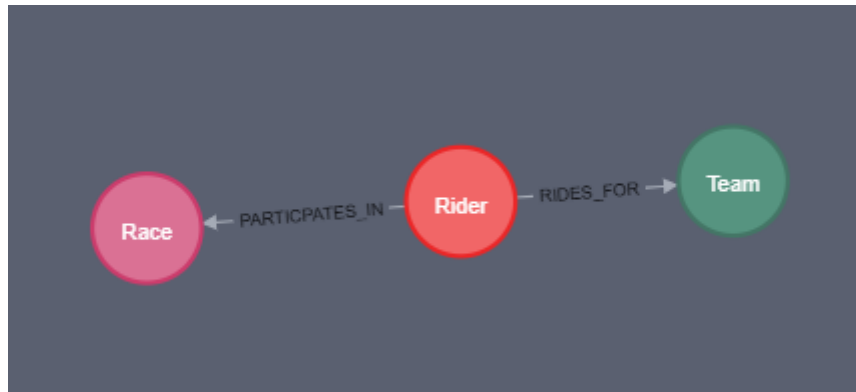 Race
PARTICPATES_IN
Rider
RIDES_FOR
Team